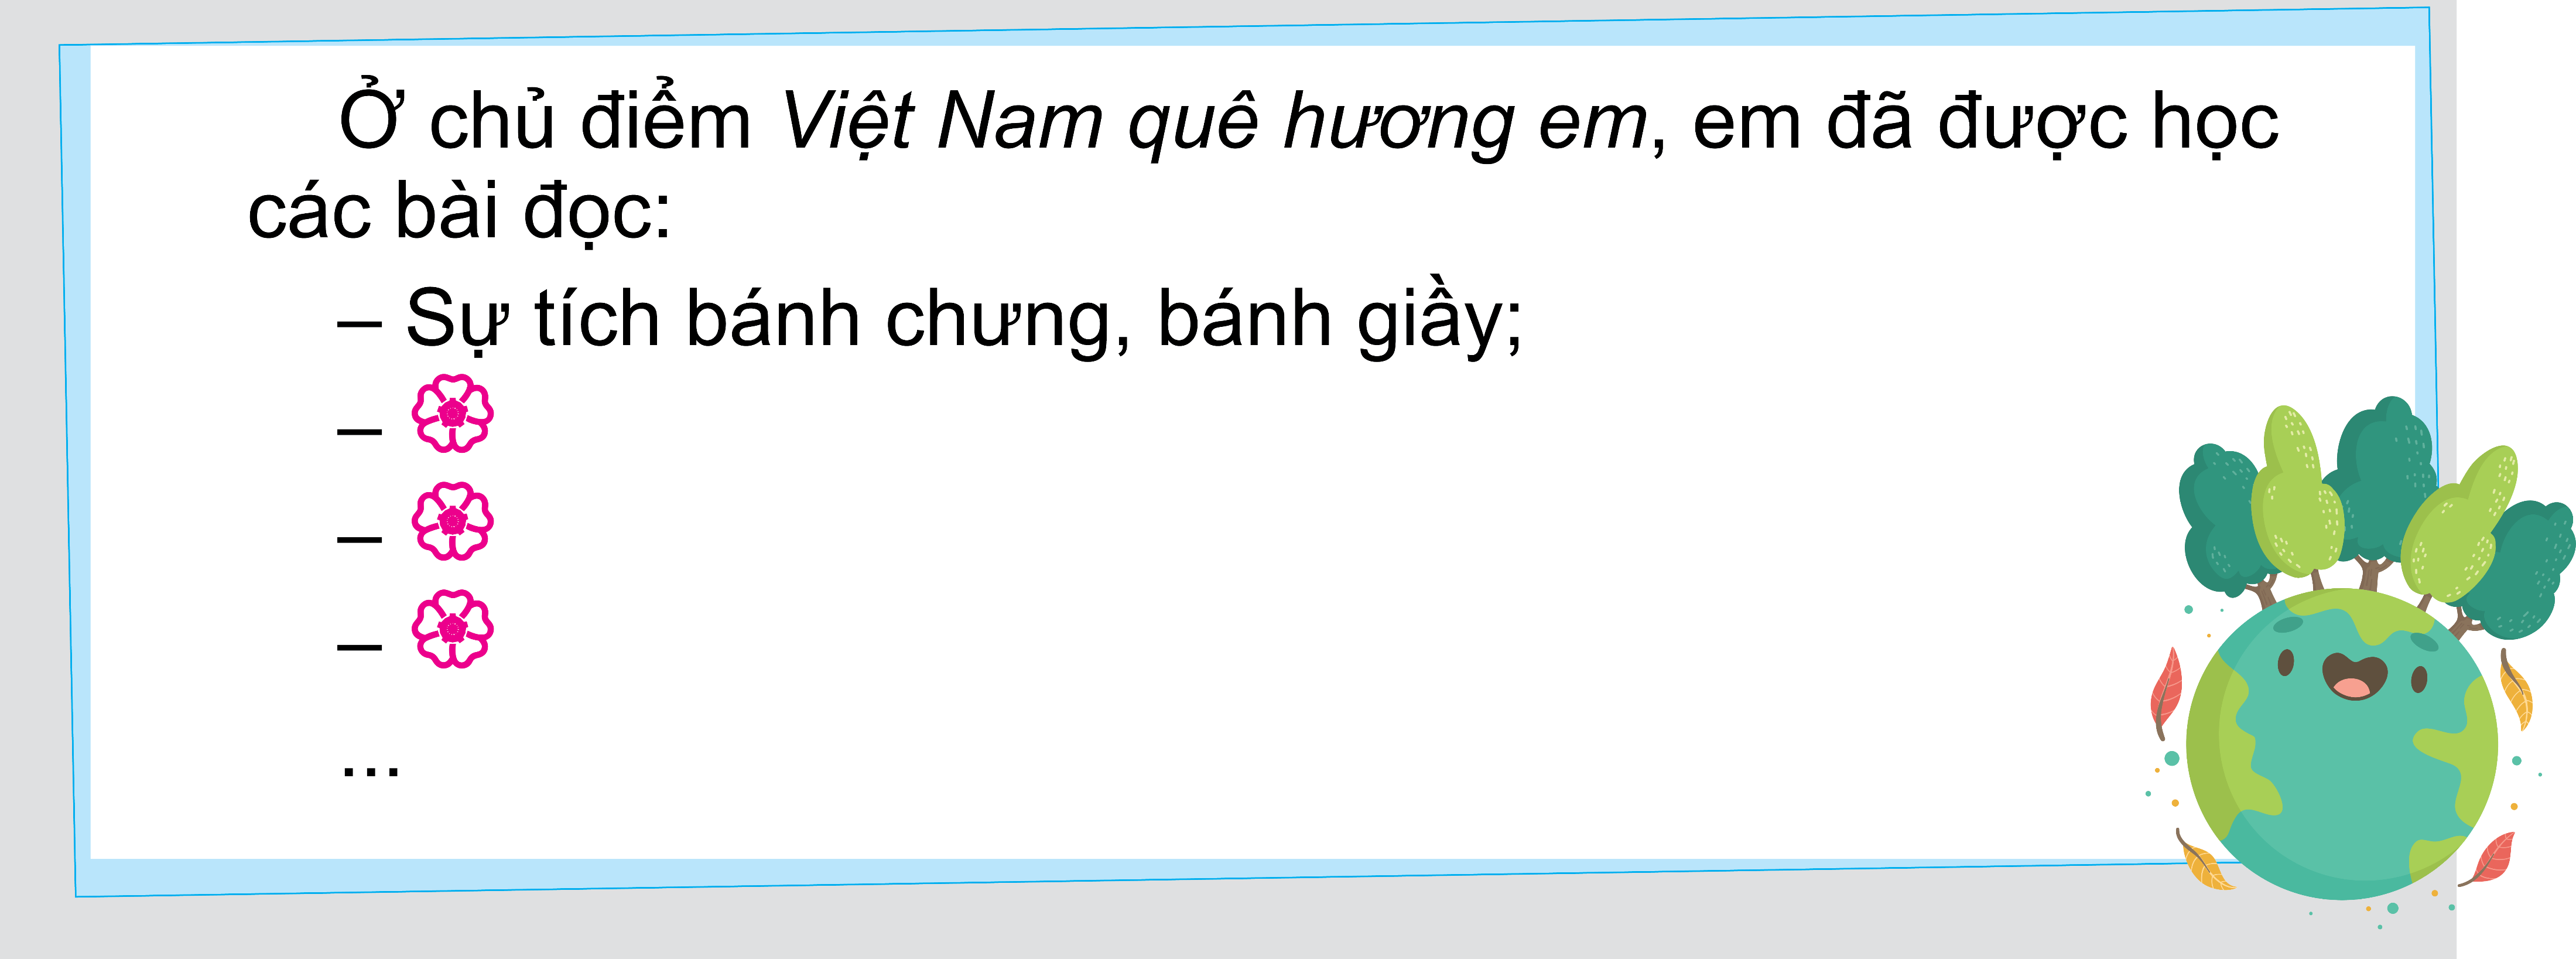 Ở chủ điểm Việt Nam quê hương em, em đã được học
các bài đọc:
– Sự tích bánh chưng, bánh giầy;
–
–
–
...